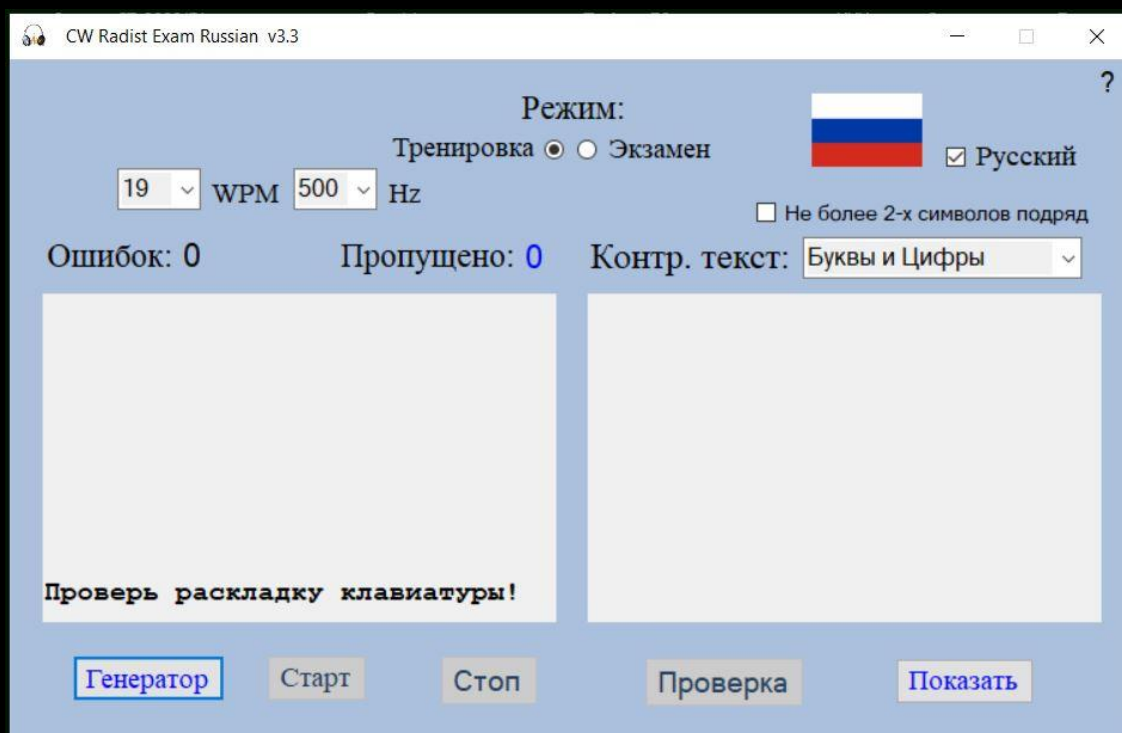 CW Radist Exam Russian v3.3
?
Режим:
Тренировка Экзамен
Русский
19 WPM 500 Hz
Не более 2-х символов подряд
Ошибок: 0 Пропущено: 0 Контр. текст: Буквы и Цифры
Проверь раскладку клавиатуры!
Генератор Старт Стоп Проверка Показать